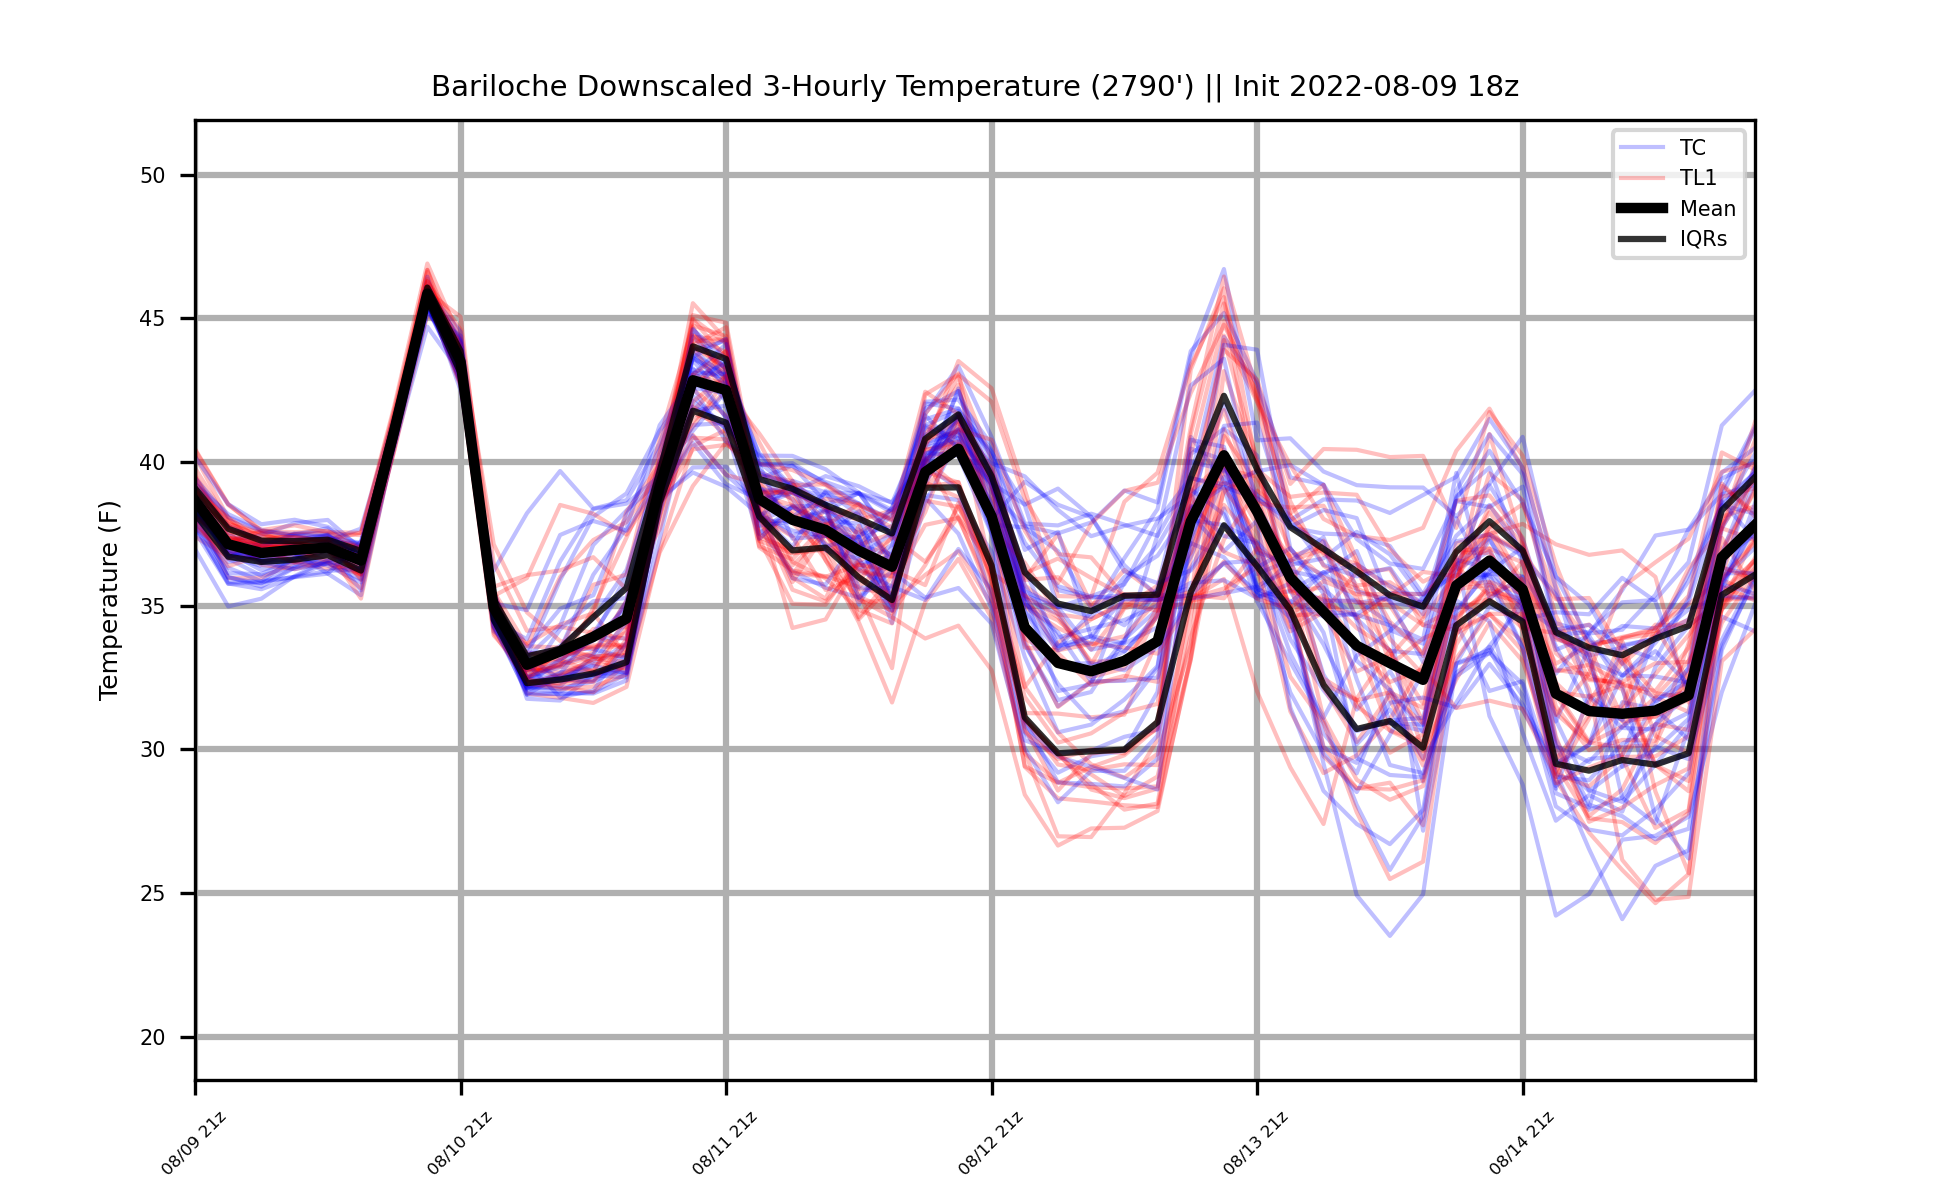 Bariloche Downscaled 3-Hourly Temperature (2790') || Init 2022-08-09 18z
TC
TL1
Mean
IQRs
Temperature (F)
50
45
40
35
30
25
20
08/09 21z
08/10 21z
08/11 21z
08/12 21z
08/13 21z
08/14 21z